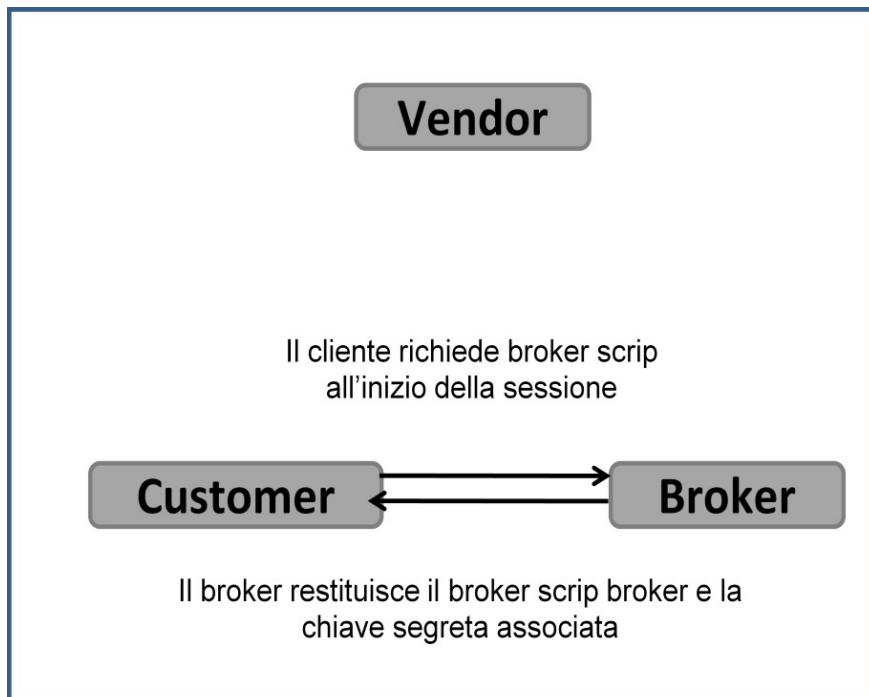 Vendor
Il cliente richiede broker scrip
all’inizio della sessione
Customer
Broker
Il broker restituisce il broker scrip broker e la
chiave segreta associata